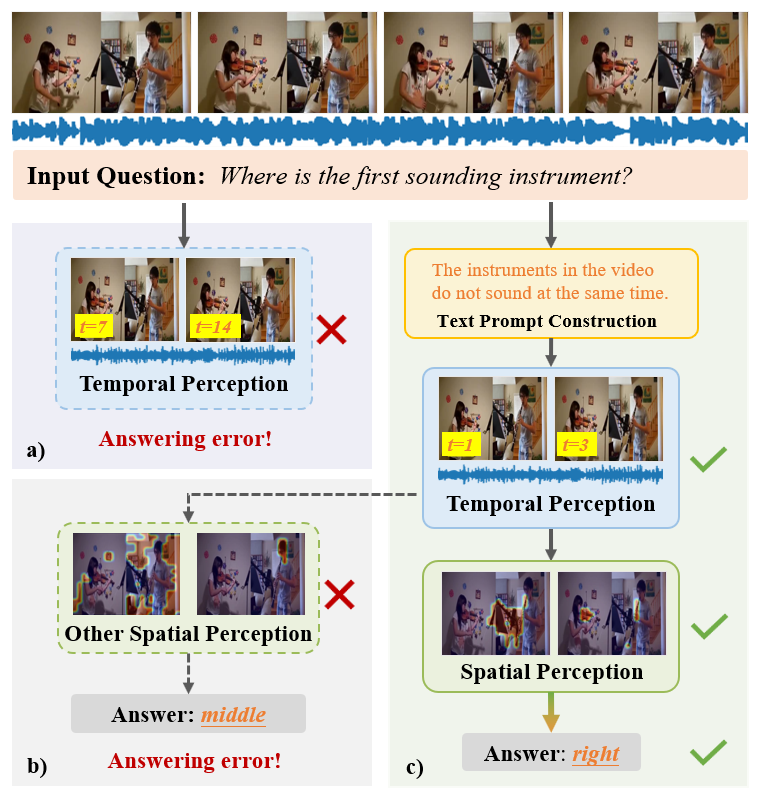 Input Question: Where is the first sounding instrument?
t=7
t=14
Temporal Perception
Answering error!
a)
Other Spatial Perception
Answer: middle
Answering error!
b)
The instruments in the video
do not sound at the same time.
Text Prompt Construction
t=1
t=3
Temporal Perception
Spatial Perception
Answer: right
c)